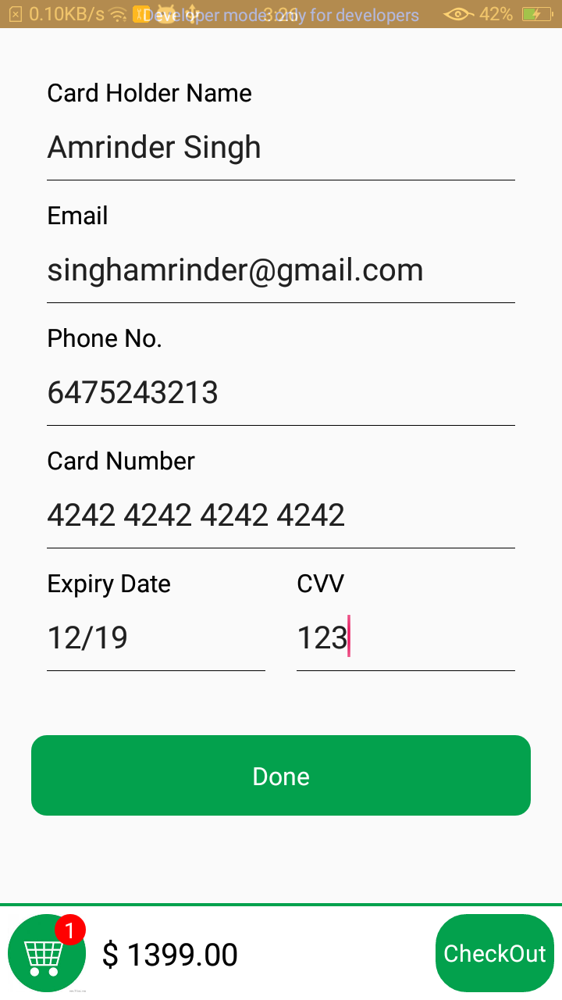 0.10KB/s Developer mode only for developers 3:26 42%
Card Holder Name
Amrinder Singh
Email
singhamrinder@gmail.com
Phone No.
6475243213
Card Number
4242 4242 4242 4242
Expiry Date CVV
12/19 123
Done
1
$ 1399.00 CheckOut